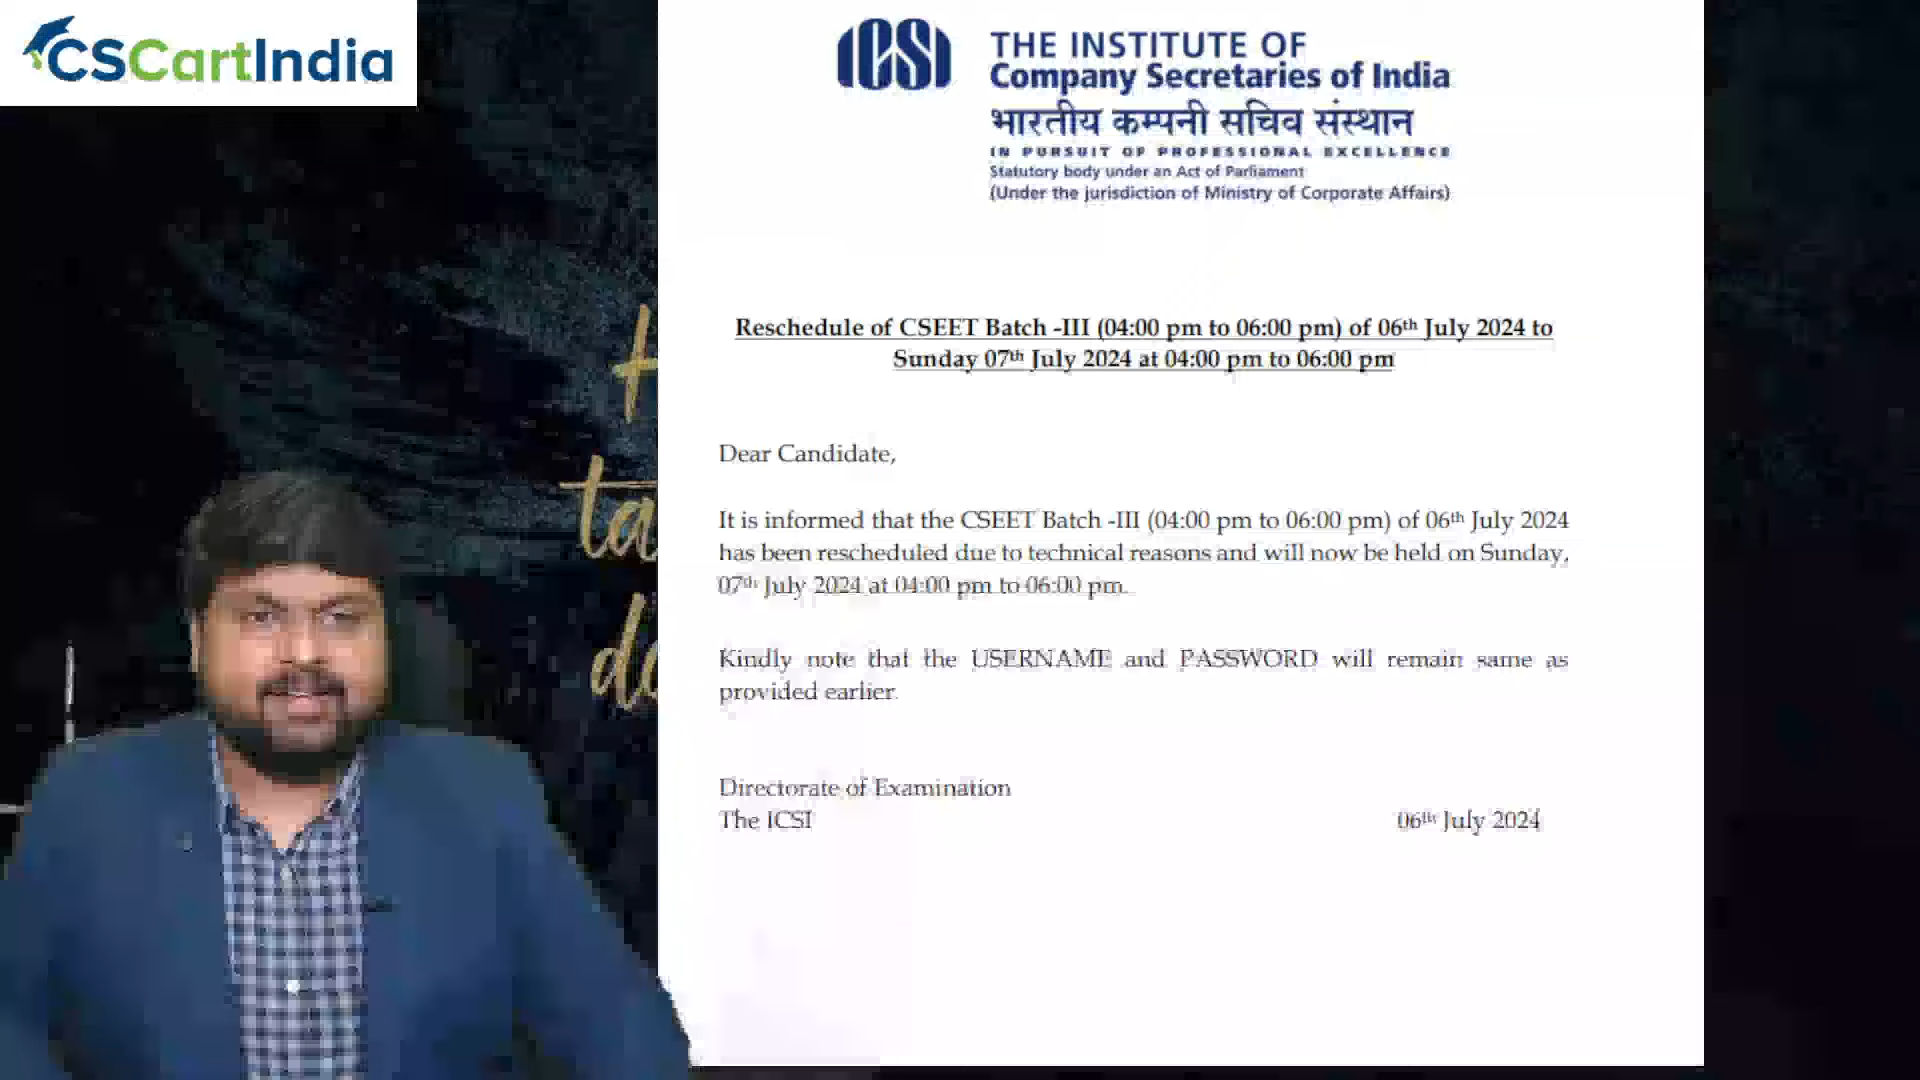 CSCartIndia
ICSI
THE INSTITUTE OF
Company Secretaries of India
भारतीय कम्पनी सचिव संस्थान
IN PURSUIT OF PROFESSIONAL EXCELLENCE
Statutory body under an Act of Parliament
(Under the jurisdiction of Ministry of Corporate Affairs)
Reschedule of CSEET Batch -III (04:00 pm to 06:00 pm) of 06th July 2024 to
Sunday 07th July 2024 at 04:00 pm to 06:00 pm
Dear Candidate,
It is informed that the CSEET Batch -III (04:00 pm to 06:00 pm) of 06th July 2024
has been rescheduled due to technical reasons and will now be held on Sunday,
07th July 2024 at 04:00 pm to 06:00 pm.
Kindly note that the USERNAME and PASSWORD will remain same as
provided earlier.
Directorate of Examination
The ICSI
06th July 2024